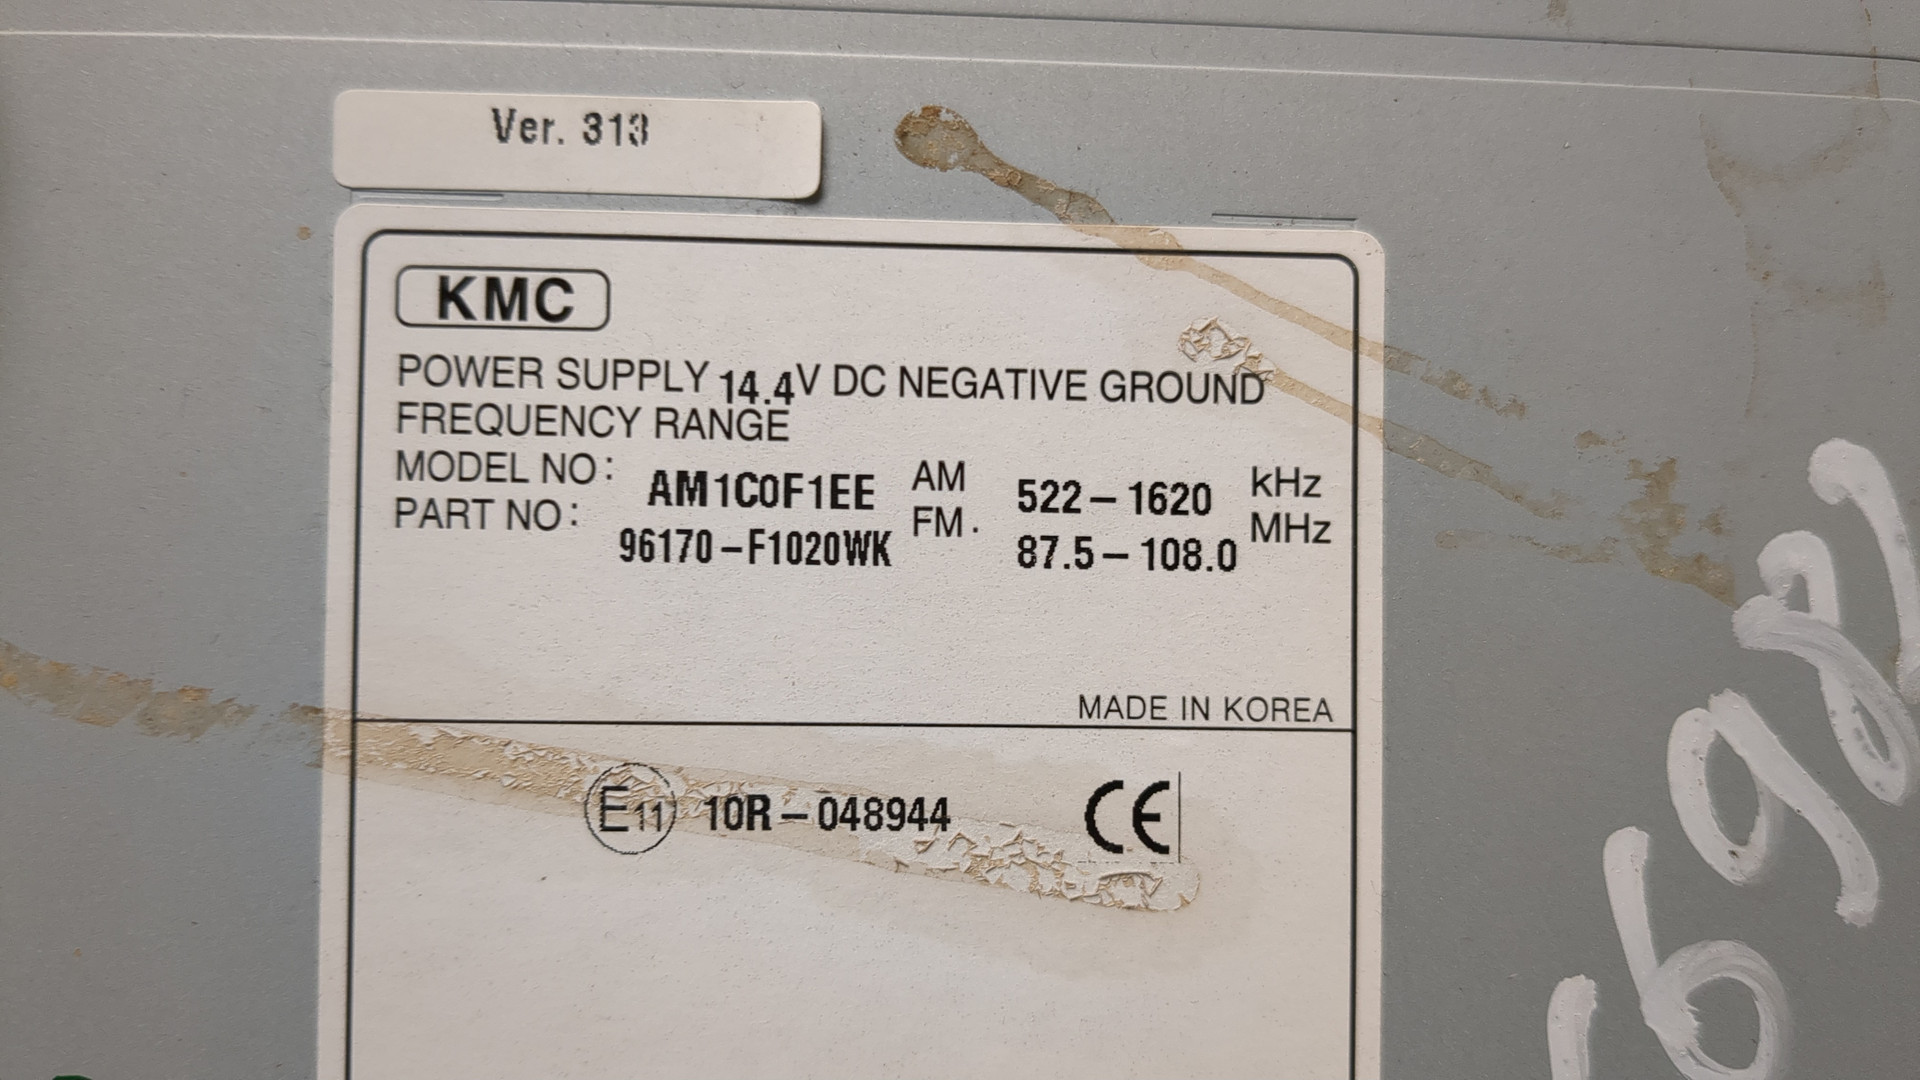 Ver. 313
KMC
POWER SUPPLY 14.4V DC NEGATIVE GROUND
FREQUENCY RANGE
MODEL NO: AM1C0F1EE AM 522-1620 kHz
PART NO: 96170-F1020WK FM. 87.5-108.0 MHz
MADE IN KOREA
E11 10R-048944 CE